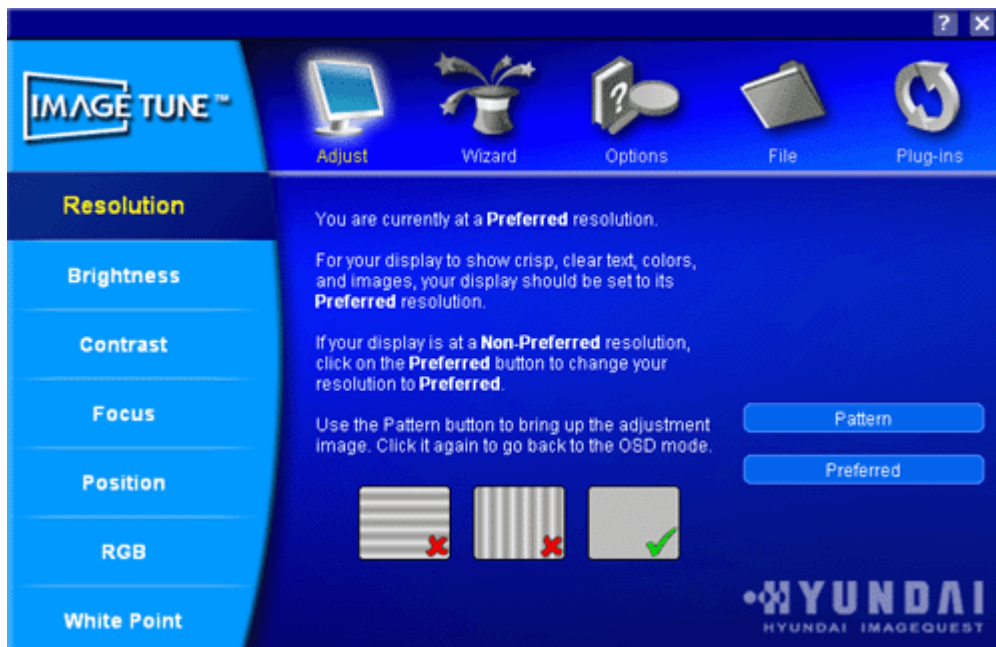 ? X
IMAGE TUNE™
Adjust
Wizard
?
Options
File
Plug-ins
Resolution
Brightness
Contrast
Focus
Position
RGB
White Point
You are currently at a Preferred resolution.
For your display to show crisp, clear text, colors,
and images, your display should be set to its
Preferred resolution.
If your display is at a Non-Preferred resolution,
click on the Preferred button to change your
resolution to Preferred.
Use the Pattern button to bring up the adjustment
image. Click it again to go back to the OSD mode.
Pattern
Preferred
HYUNDAI
HYUNDAI IMAGEQUEST